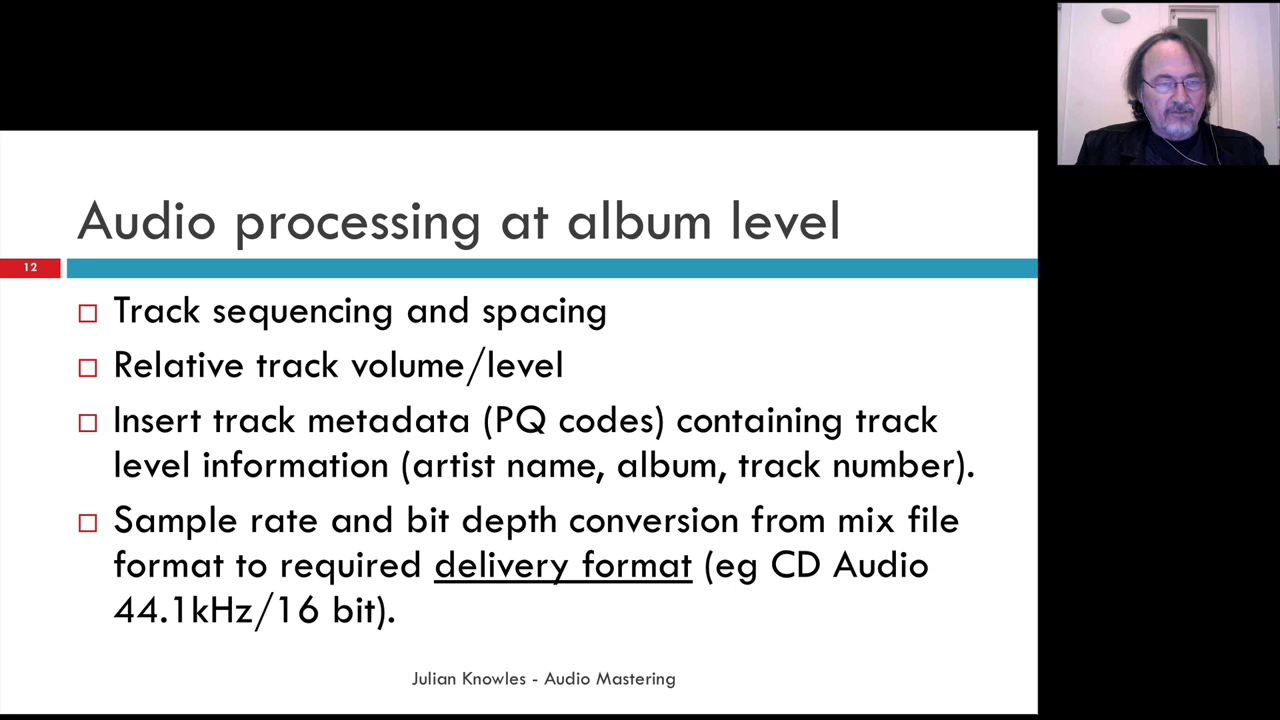 Audio processing at album level
12
Track sequencing and spacing
Relative track volume/level
Insert track metadata (PQ codes) containing track
level information (artist name, album, track number).
Sample rate and bit depth conversion from mix file
format to required delivery format (eg CD Audio
44.1kHz/16 bit).
Julian Knowles - Audio Mastering